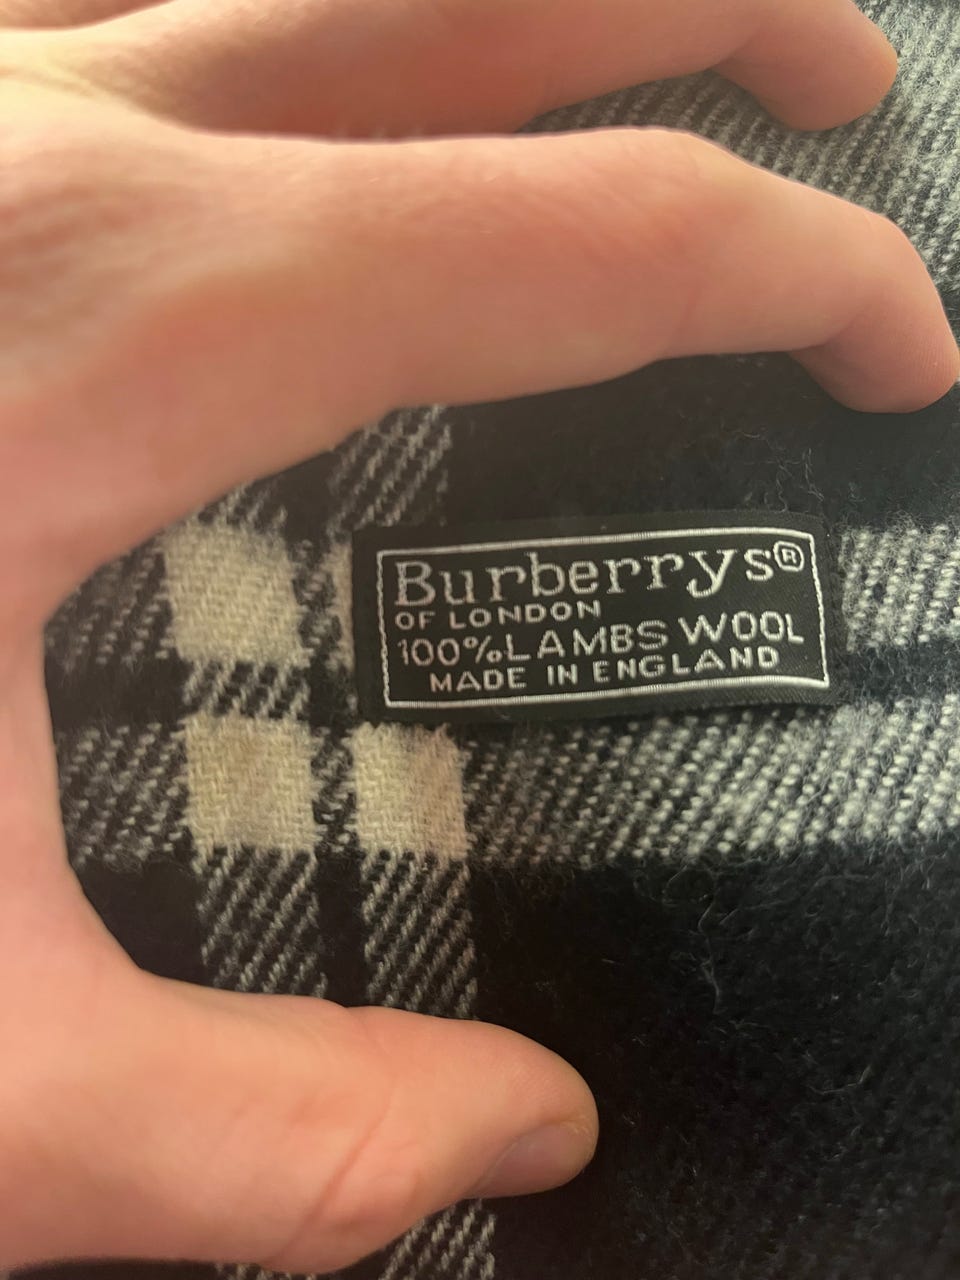 Burberrys®
OF LONDON
100% LAMBS WOOL
MADE IN ENGLAND